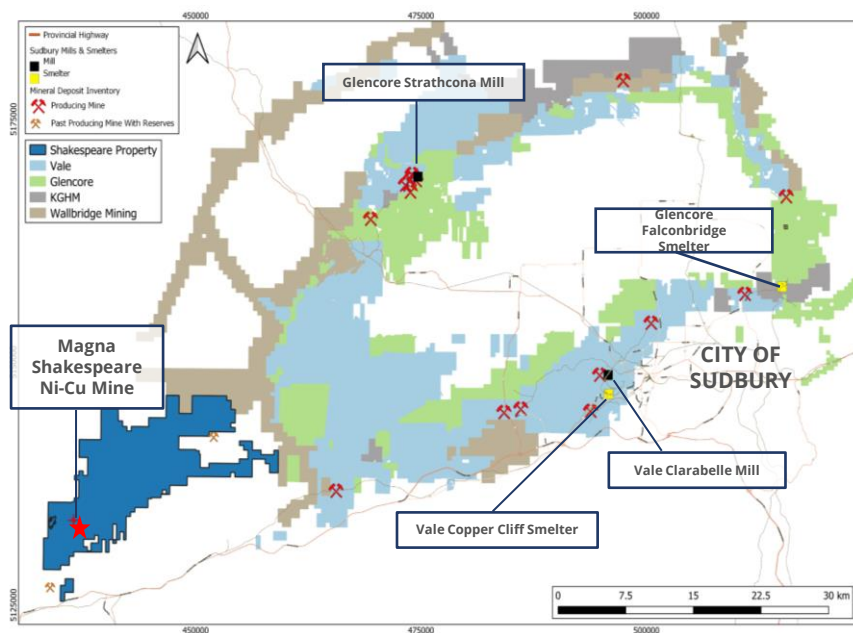 450000
475000
500000
Provincial Highway
Sudbury Mills & Smelters
Mill
Smelter
Mineral Deposit Inventory
Producing Mine
Past Producing Mine With Reserves
Shakespeare Property
Vale
Glencore
KGHM
Wallbridge Mining
5175000
Glencore Strathcona Mill
Glencore
Falconbridge
Smelter
5150000
Magna
Shakespeare
Ni-Cu Mine
CITY OF
SUDBURY
Vale Clarabelle Mill
Vale Copper Cliff Smelter
5125000
0 7.5 15 22.5 30 km
450000
475000
500000